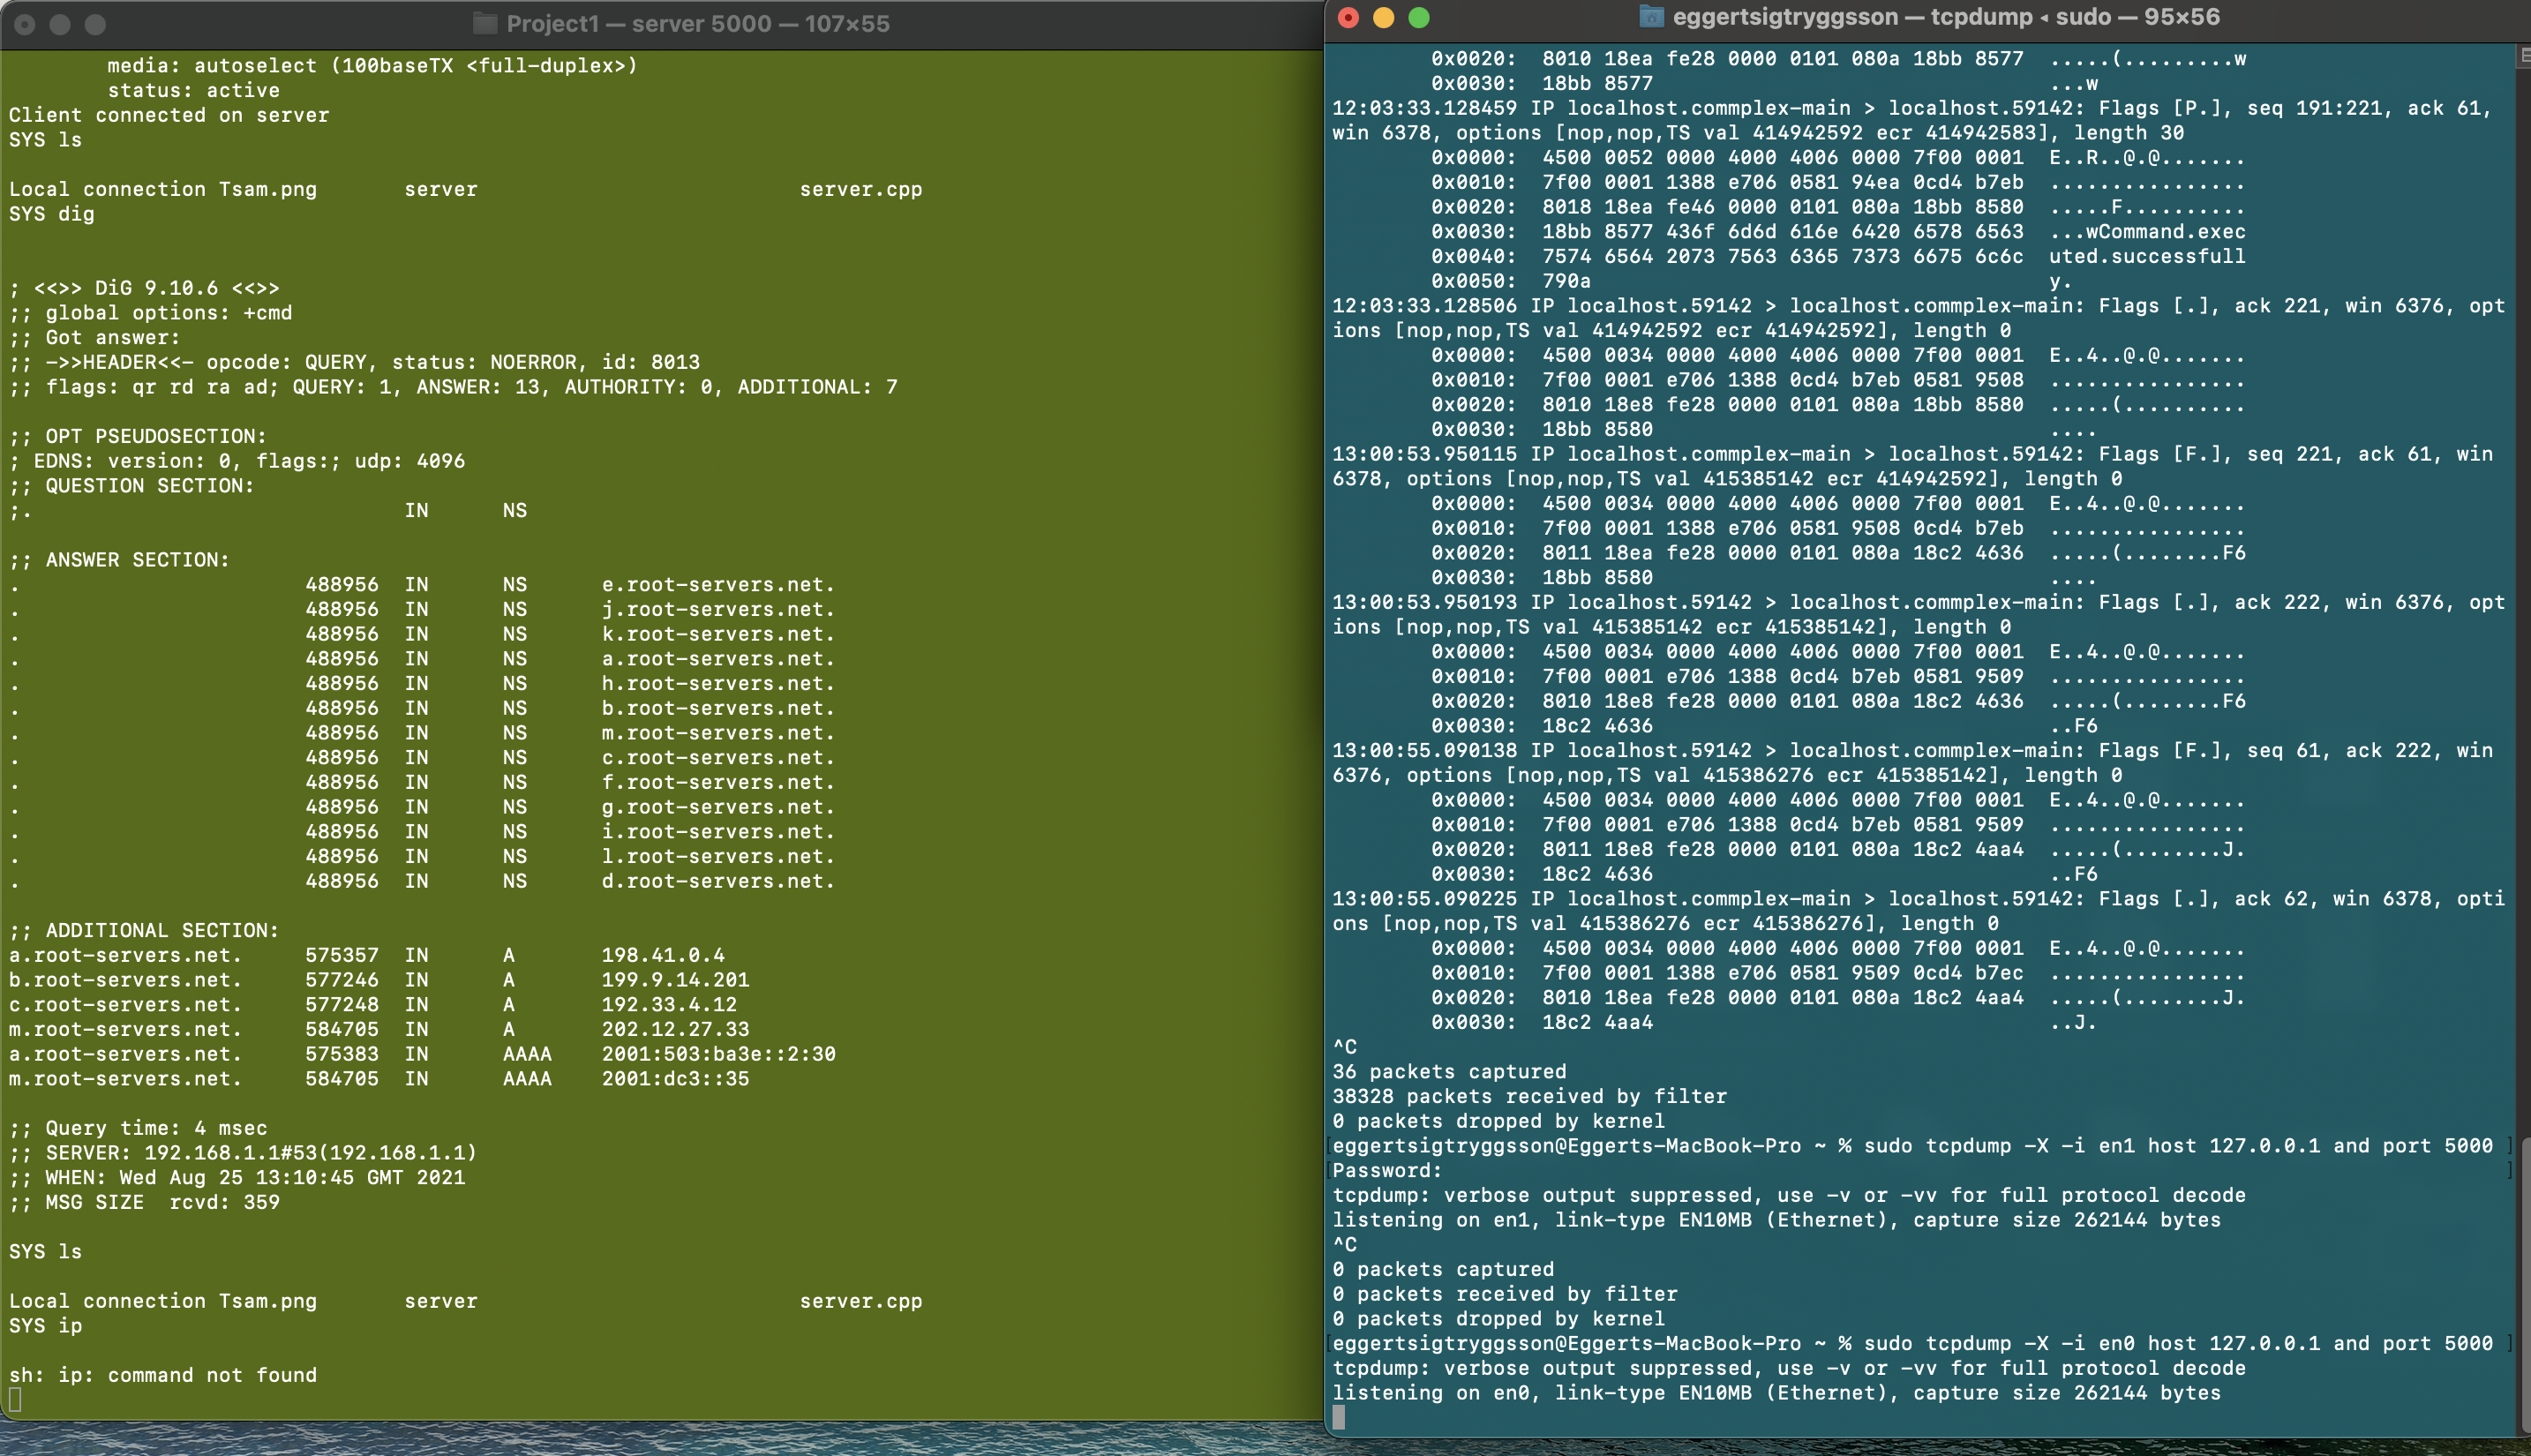 Project1 — server 5000 — 107×55
        media: autoselect (100baseTX <full-duplex>)
        status: active
Client connected on server
SYS ls

Local connection Tsam.png       server                          server.cpp
SYS dig


; <<>> DiG 9.10.6 <<>>
;; global options: +cmd
;; Got answer:
;; ->>HEADER<<- opcode: QUERY, status: NOERROR, id: 8013
;; flags: qr rd ra ad; QUERY: 1, ANSWER: 13, AUTHORITY: 0, ADDITIONAL: 7

;; OPT PSEUDOSECTION:
; EDNS: version: 0, flags:; udp: 4096
;; QUESTION SECTION:
;.                              IN      NS

;; ANSWER SECTION:
.                       488956  IN      NS      e.root-servers.net.
.                       488956  IN      NS      j.root-servers.net.
.                       488956  IN      NS      k.root-servers.net.
.                       488956  IN      NS      a.root-servers.net.
.                       488956  IN      NS      h.root-servers.net.
.                       488956  IN      NS      b.root-servers.net.
.                       488956  IN      NS      m.root-servers.net.
.                       488956  IN      NS      c.root-servers.net.
.                       488956  IN      NS      f.root-servers.net.
.                       488956  IN      NS      g.root-servers.net.
.                       488956  IN      NS      i.root-servers.net.
.                       488956  IN      NS      l.root-servers.net.
.                       488956  IN      NS      d.root-servers.net.

;; ADDITIONAL SECTION:
a.root-servers.net.     575357  IN      A       198.41.0.4
b.root-servers.net.     577246  IN      A       199.9.14.201
c.root-servers.net.     577248  IN      A       192.33.4.12
m.root-servers.net.     584705  IN      A       202.12.27.33
a.root-servers.net.     575383  IN      AAAA    2001:503:ba3e::2:30
m.root-servers.net.     584705  IN      AAAA    2001:dc3::35

;; Query time: 4 msec
;; SERVER: 192.168.1.1#53(192.168.1.1)
;; WHEN: Wed Aug 25 13:10:45 GMT 2021
;; MSG SIZE  rcvd: 359

SYS ls

Local connection Tsam.png       server                          server.cpp
SYS ip

sh: ip: command not found
eggertsigtryggsson — tcpdump ◂ sudo — 95×56
        0x0020:  8010 18ea fe28 0000 0101 080a 18bb 8577  .....(.........w
        0x0030:  18bb 8577                                ...w
12:03:33.128459 IP localhost.commplex-main > localhost.59142: Flags [P.], seq 191:221, ack 61,
win 6378, options [nop,nop,TS val 414942592 ecr 414942583], length 30
        0x0000:  4500 0052 0000 4000 4006 0000 7f00 0001  E..R..@.@.......
        0x0010:  7f00 0001 1388 e706 0581 94ea 0cd4 b7eb  ................
        0x0020:  8018 18ea fe46 0000 0101 080a 18bb 8580  .....F..........
        0x0030:  18bb 8577 436f 6d6d 616e 6420 6578 6563  ...wCommand.exec
        0x0040:  7574 6564 2073 7563 6365 7373 6675 6c6c  uted.successfull
        0x0050:  790a                                     y.
12:03:33.128506 IP localhost.59142 > localhost.commplex-main: Flags [.], ack 221, win 6376, opt
ions [nop,nop,TS val 414942592 ecr 414942592], length 0
        0x0000:  4500 0034 0000 4000 4006 0000 7f00 0001  E..4..@.@.......
        0x0010:  7f00 0001 e706 1388 0cd4 b7eb 0581 9508  ................
        0x0020:  8010 18e8 fe28 0000 0101 080a 18bb 8580  .....(..........
        0x0030:  18bb 8580                                ....
13:00:53.950115 IP localhost.commplex-main > localhost.59142: Flags [F.], seq 221, ack 61, win
6378, options [nop,nop,TS val 415385142 ecr 414942592], length 0
        0x0000:  4500 0034 0000 4000 4006 0000 7f00 0001  E..4..@.@.......
        0x0010:  7f00 0001 1388 e706 0581 9508 0cd4 b7eb  ................
        0x0020:  8011 18ea fe28 0000 0101 080a 18c2 4636  .....(........F6
        0x0030:  18bb 8580                                ....
13:00:53.950193 IP localhost.59142 > localhost.commplex-main: Flags [.], ack 222, win 6376, opt
ions [nop,nop,TS val 415385142 ecr 415385142], length 0
        0x0000:  4500 0034 0000 4000 4006 0000 7f00 0001  E..4..@.@.......
        0x0010:  7f00 0001 e706 1388 0cd4 b7eb 0581 9509  ................
        0x0020:  8010 18e8 fe28 0000 0101 080a 18c2 4636  .....(........F6
        0x0030:  18c2 4636                                ..F6
13:00:55.090138 IP localhost.59142 > localhost.commplex-main: Flags [F.], seq 61, ack 222, win
6376, options [nop,nop,TS val 415386276 ecr 415385142], length 0
        0x0000:  4500 0034 0000 4000 4006 0000 7f00 0001  E..4..@.@.......
        0x0010:  7f00 0001 e706 1388 0cd4 b7eb 0581 9509  ................
        0x0020:  8011 18e8 fe28 0000 0101 080a 18c2 4aa4  .....(........J.
        0x0030:  18c2 4636                                ..F6
13:00:55.090225 IP localhost.commplex-main > localhost.59142: Flags [.], ack 62, win 6378, opti
ons [nop,nop,TS val 415386276 ecr 415386276], length 0
        0x0000:  4500 0034 0000 4000 4006 0000 7f00 0001  E..4..@.@.......
        0x0010:  7f00 0001 1388 e706 0581 9509 0cd4 b7ec  ................
        0x0020:  8010 18ea fe28 0000 0101 080a 18c2 4aa4  .....(........J.
        0x0030:  18c2 4aa4                                ..J.
^C
36 packets captured
38328 packets received by filter
0 packets dropped by kernel
[eggertsigtryggsson@Eggerts-MacBook-Pro ~ % sudo tcpdump -X -i en1 host 127.0.0.1 and port 5000 ]
[Password:                                                                                      ]
tcpdump: verbose output suppressed, use -v or -vv for full protocol decode
listening on en1, link-type EN10MB (Ethernet), capture size 262144 bytes
^C
0 packets captured
0 packets received by filter
0 packets dropped by kernel
[eggertsigtryggsson@Eggerts-MacBook-Pro ~ % sudo tcpdump -X -i en0 host 127.0.0.1 and port 5000 ]
tcpdump: verbose output suppressed, use -v or -vv for full protocol decode
listening on en0, link-type EN10MB (Ethernet), capture size 262144 bytes